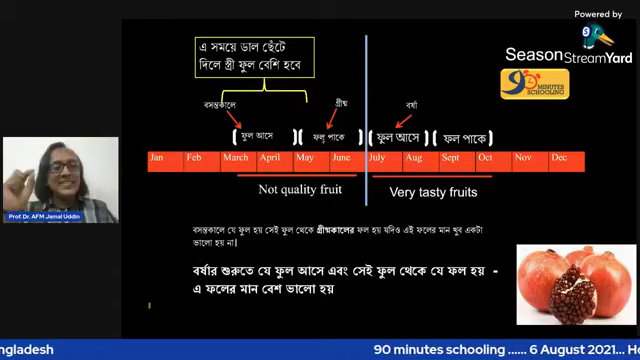 Powered by
StreamYard
Season
90 MINUTES
SCHOOLING
এ সময়ে ডাল ছেঁটে
দিলে স্ত্রী ফুল বেশি হবে
বসন্তকালে
গ্রীষ্ম
বর্ষা
ফুল আসে
ফল পাকে
ফুল আসে
ফল পাকে
Jan Feb March April May June July Aug Sept Oct Nov Dec
Not quality fruit
Very tasty fruits
Prof. Dr. AFM Jamal Uddin
বসন্তকালে যে ফুল হয় সেই ফুল থেকে গ্রীষ্মকালের ফল হয় যদিও এই ফলের মান খুব একটা
ভালো হয় না।
বর্ষার শুরুতে যে ফুল আসে এবং সেই ফুল থেকে যে ফল হয় -
এ ফলের মান বেশ ভালো হয়
angladesh
90 minutes schooling ...... 6 August 2021... Ho